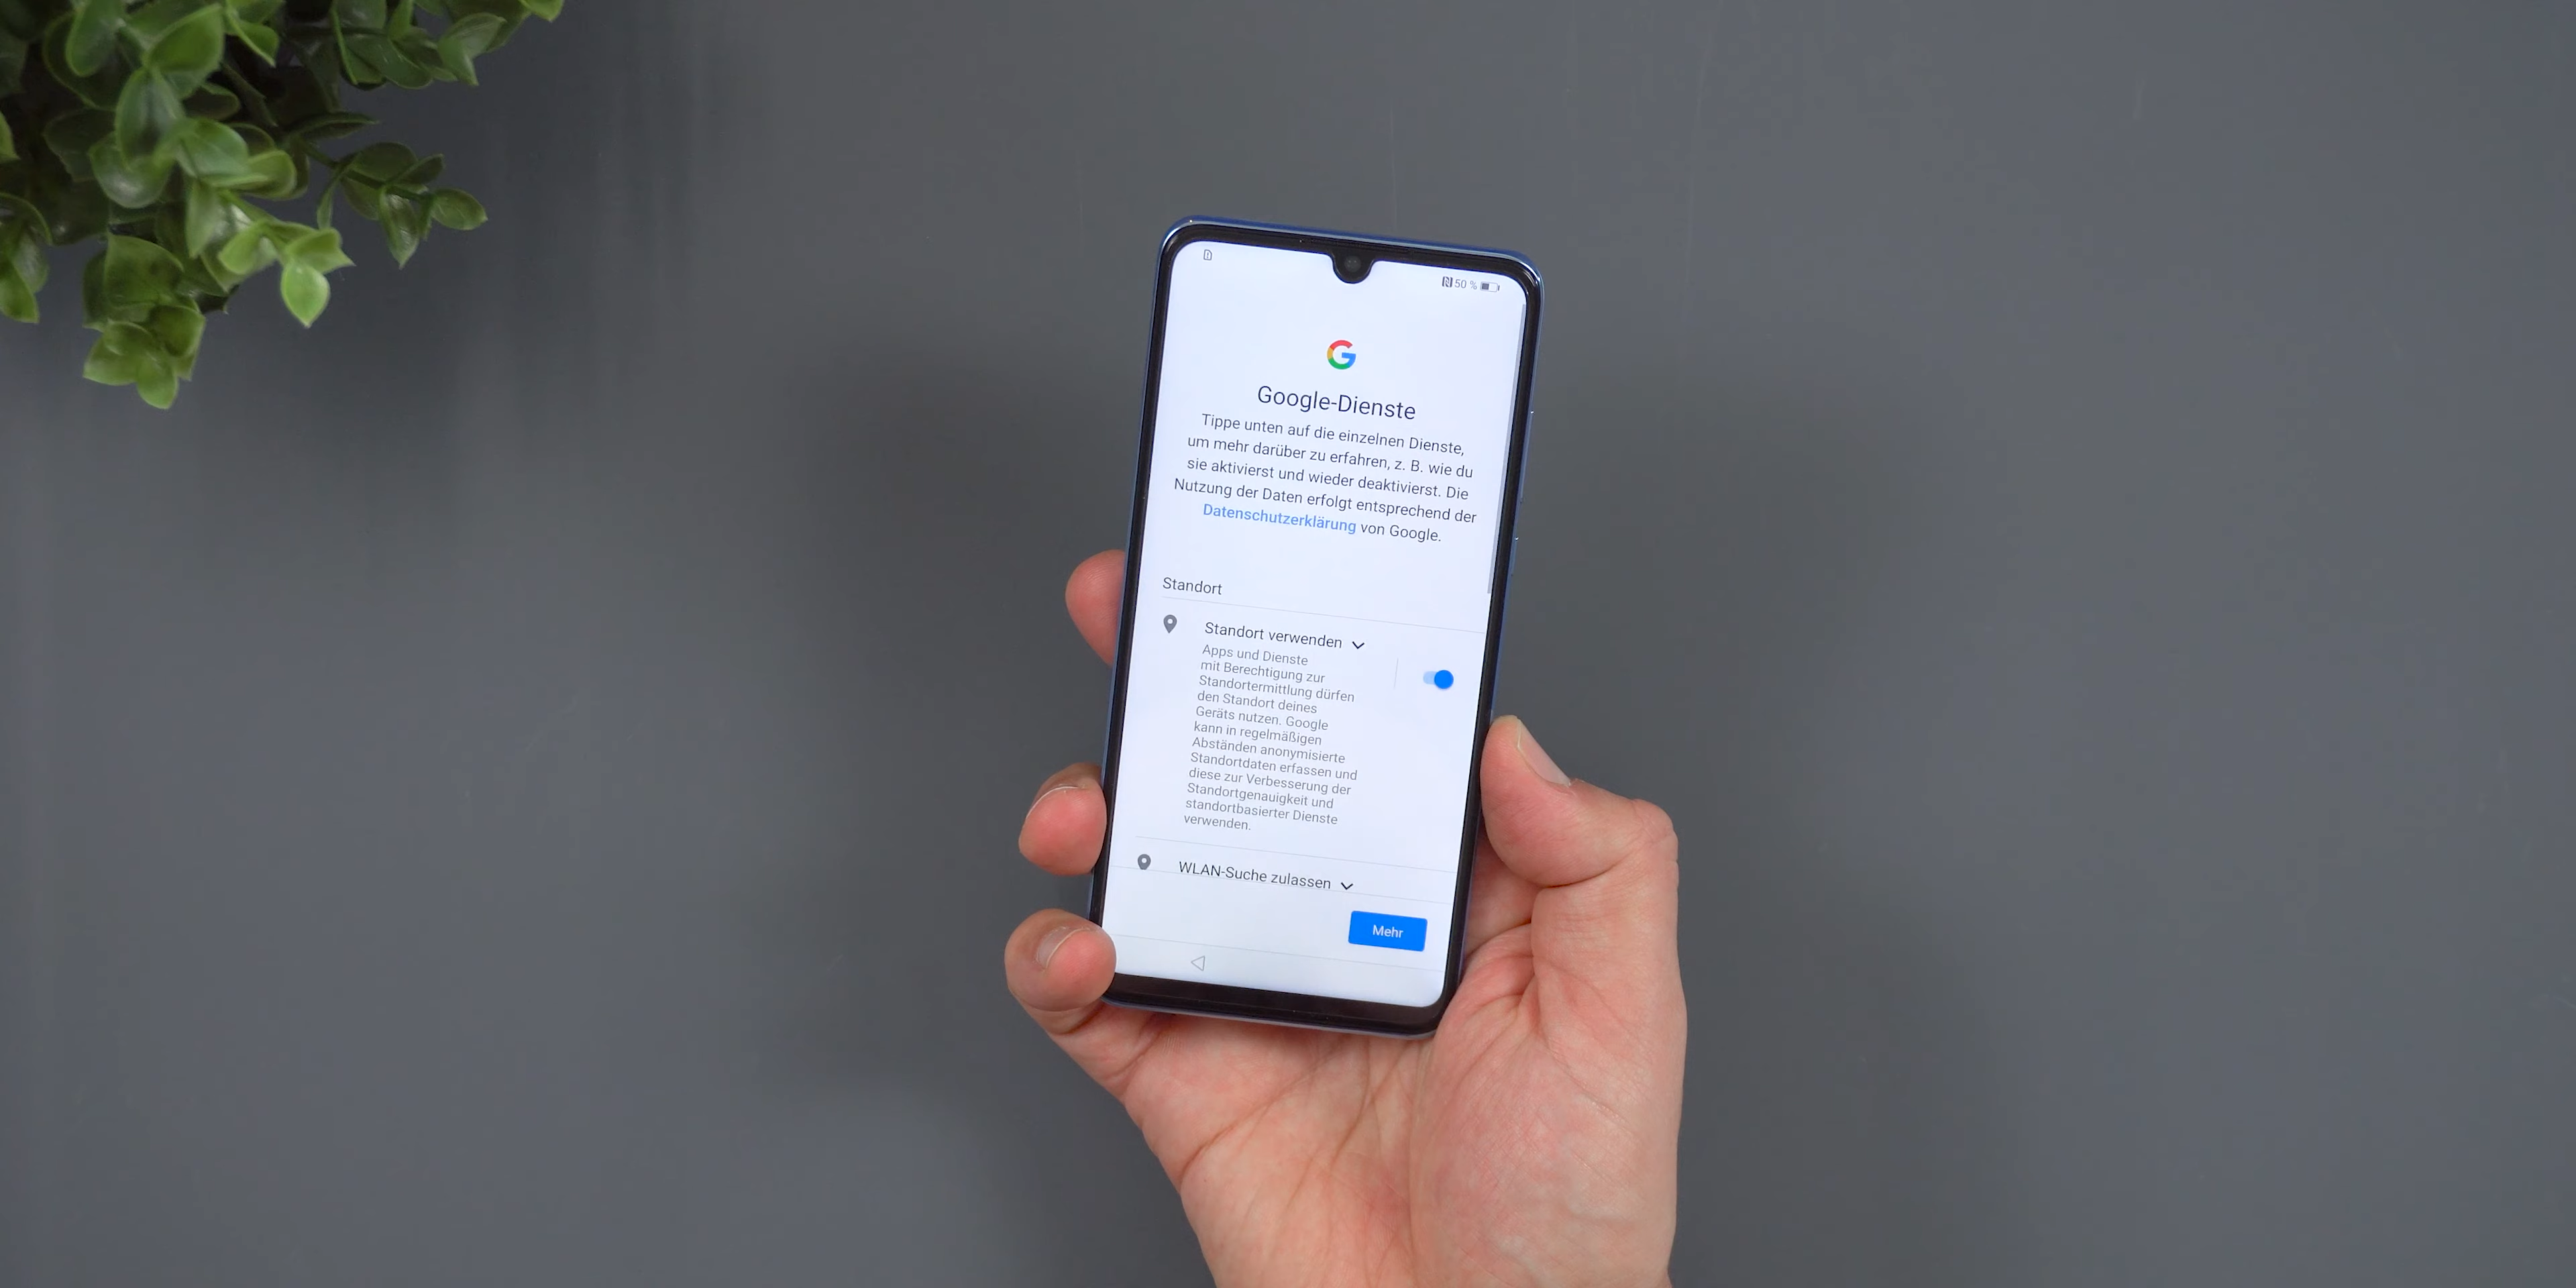 50 %
Google-Dienste
Tippe unten auf die einzelnen Dienste,
um mehr darüber zu erfahren, z. B. wie du
sie aktivierst und wieder deaktivierst. Die
Nutzung der Daten erfolgt entsprechend der
Datenschutzerklärung von Google.
Standort
Standort verwenden
Apps und Dienste
mit Berechtigung zur
Standortermittlung dürfen
den Standort deines
Geräts nutzen. Google
kann in regelmäßigen
Abständen anonymisierte
Standortdaten erfassen und
diese zur Verbesserung der
Standortgenauigkeit und
standortbasierter Dienste
verwenden.
WLAN-Suche zulassen
Mehr